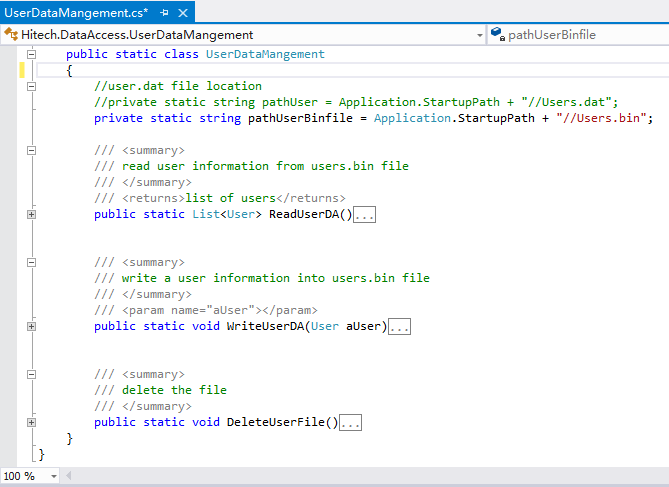 UserDataMangement.cs*
Hitech.DataAccess.UserDataMangement pathUserBinfile
public static class UserDataMangement
{
//user.dat file location
//private static string pathUser = Application.StartupPath + "//Users.dat";
private static string pathUserBinfile = Application.StartupPath + "//Users.bin";
/// <summary>
/// read user information from users.bin file
/// </summary>
/// <returns>list of users</returns>
public static List<User> ReadUserDA()...
/// <summary>
/// write a user information into users.bin file
/// </summary>
/// <param name="aUser"></param>
public static void WriteUserDA(User aUser)...
/// <summary>
/// delete the file
/// </summary>
public static void DeleteUserFile()...
}
}
100 %